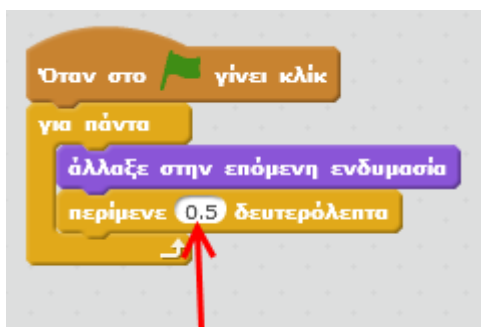 Όταν στο γίνει κλίκ
για πάντα
άλλαξε στην επόμενη ενδυμασία
περίμενε 0.5 δευτερόλεπτα